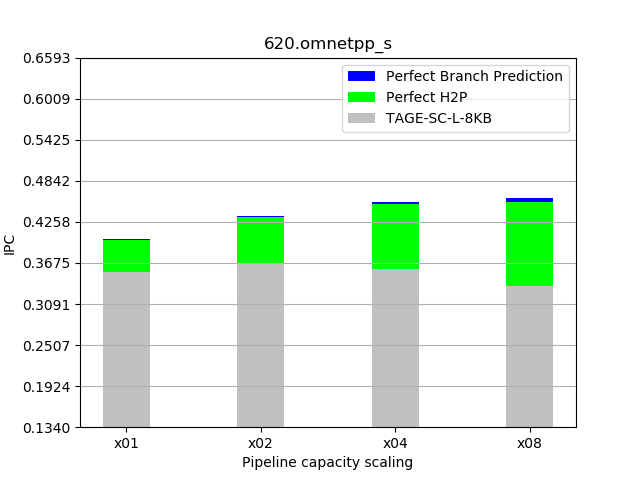 620.omnetpp_s
0.6593
0.6009
0.5425
0.4842
0.4258
0.3675
0.3091
0.2507
0.1924
0.1340
IPC
Perfect Branch Prediction
Perfect H2P
TAGE-SC-L-8KB
x01 x02 x04 x08
Pipeline capacity scaling